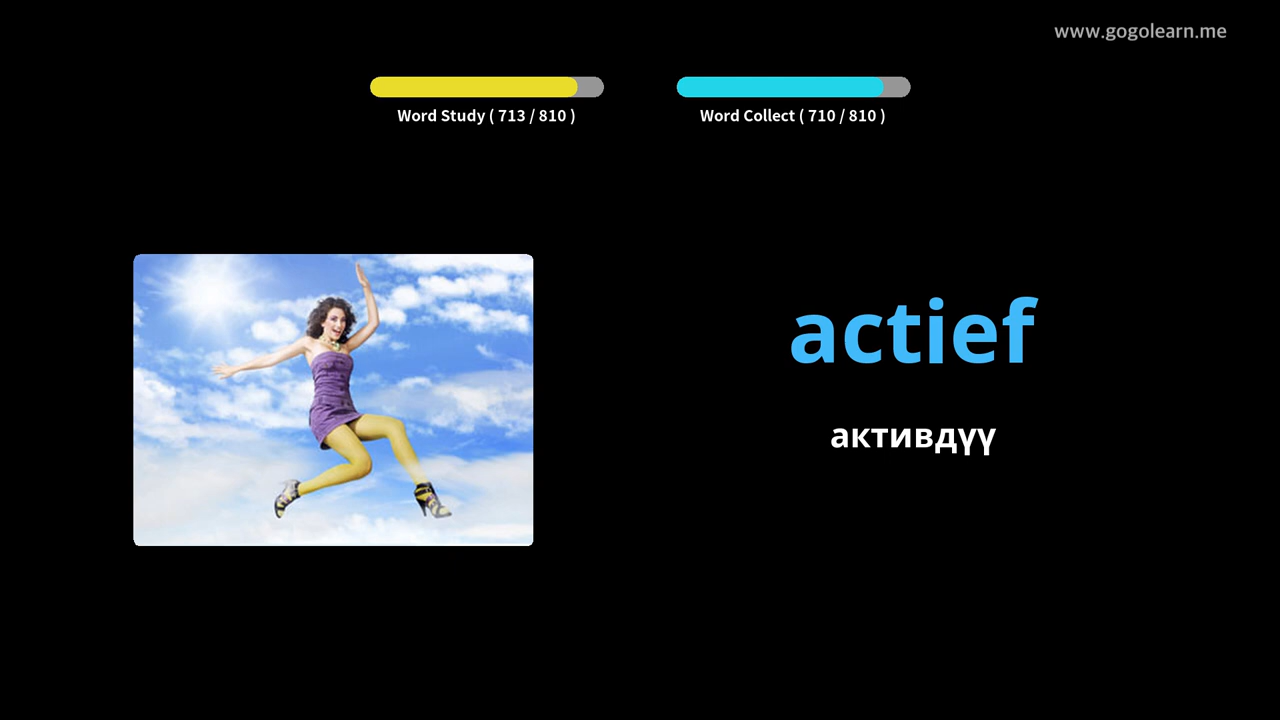 www.gogolearn.me
Word Study ( 713 / 810 )
Word Collect ( 710 / 810 )
actief
активдүү